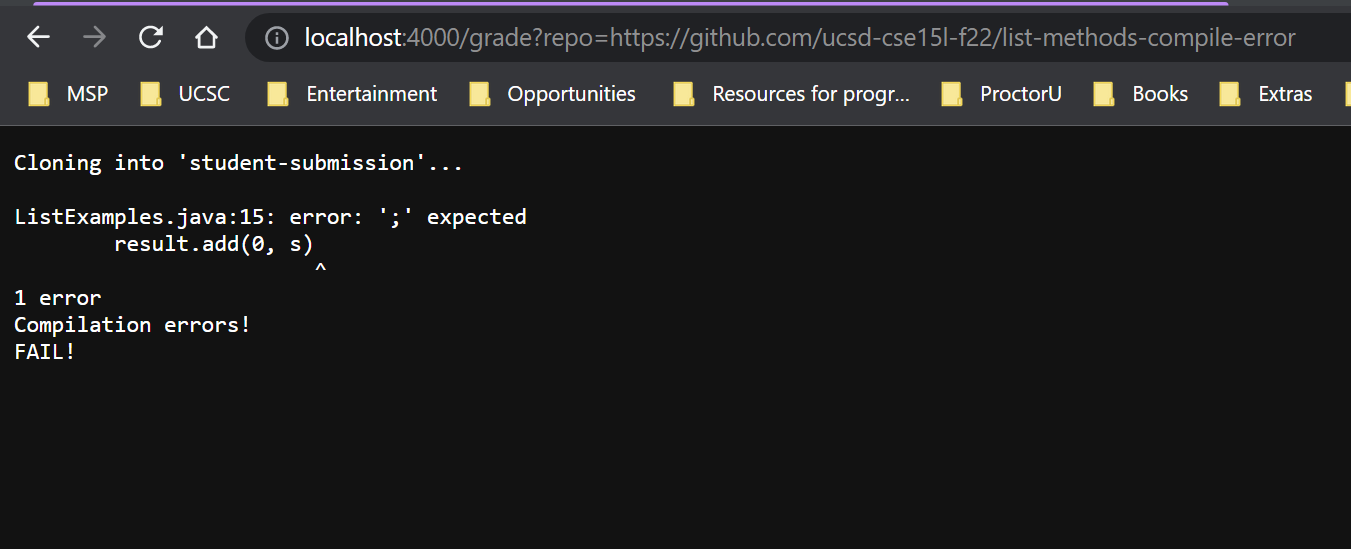 localhost:4000/grade?repo=https://github.com/ucsd-cse15l-f22/list-methods-compile-error
MSP UCSC Entertainment Opportunities Resources for progr... ProctorU Books Extras
Cloning into 'student-submission'...
ListExamples.java:15: error: ';' expected
        result.add(0, s)
                        ^
1 error
Compilation errors!
FAIL!